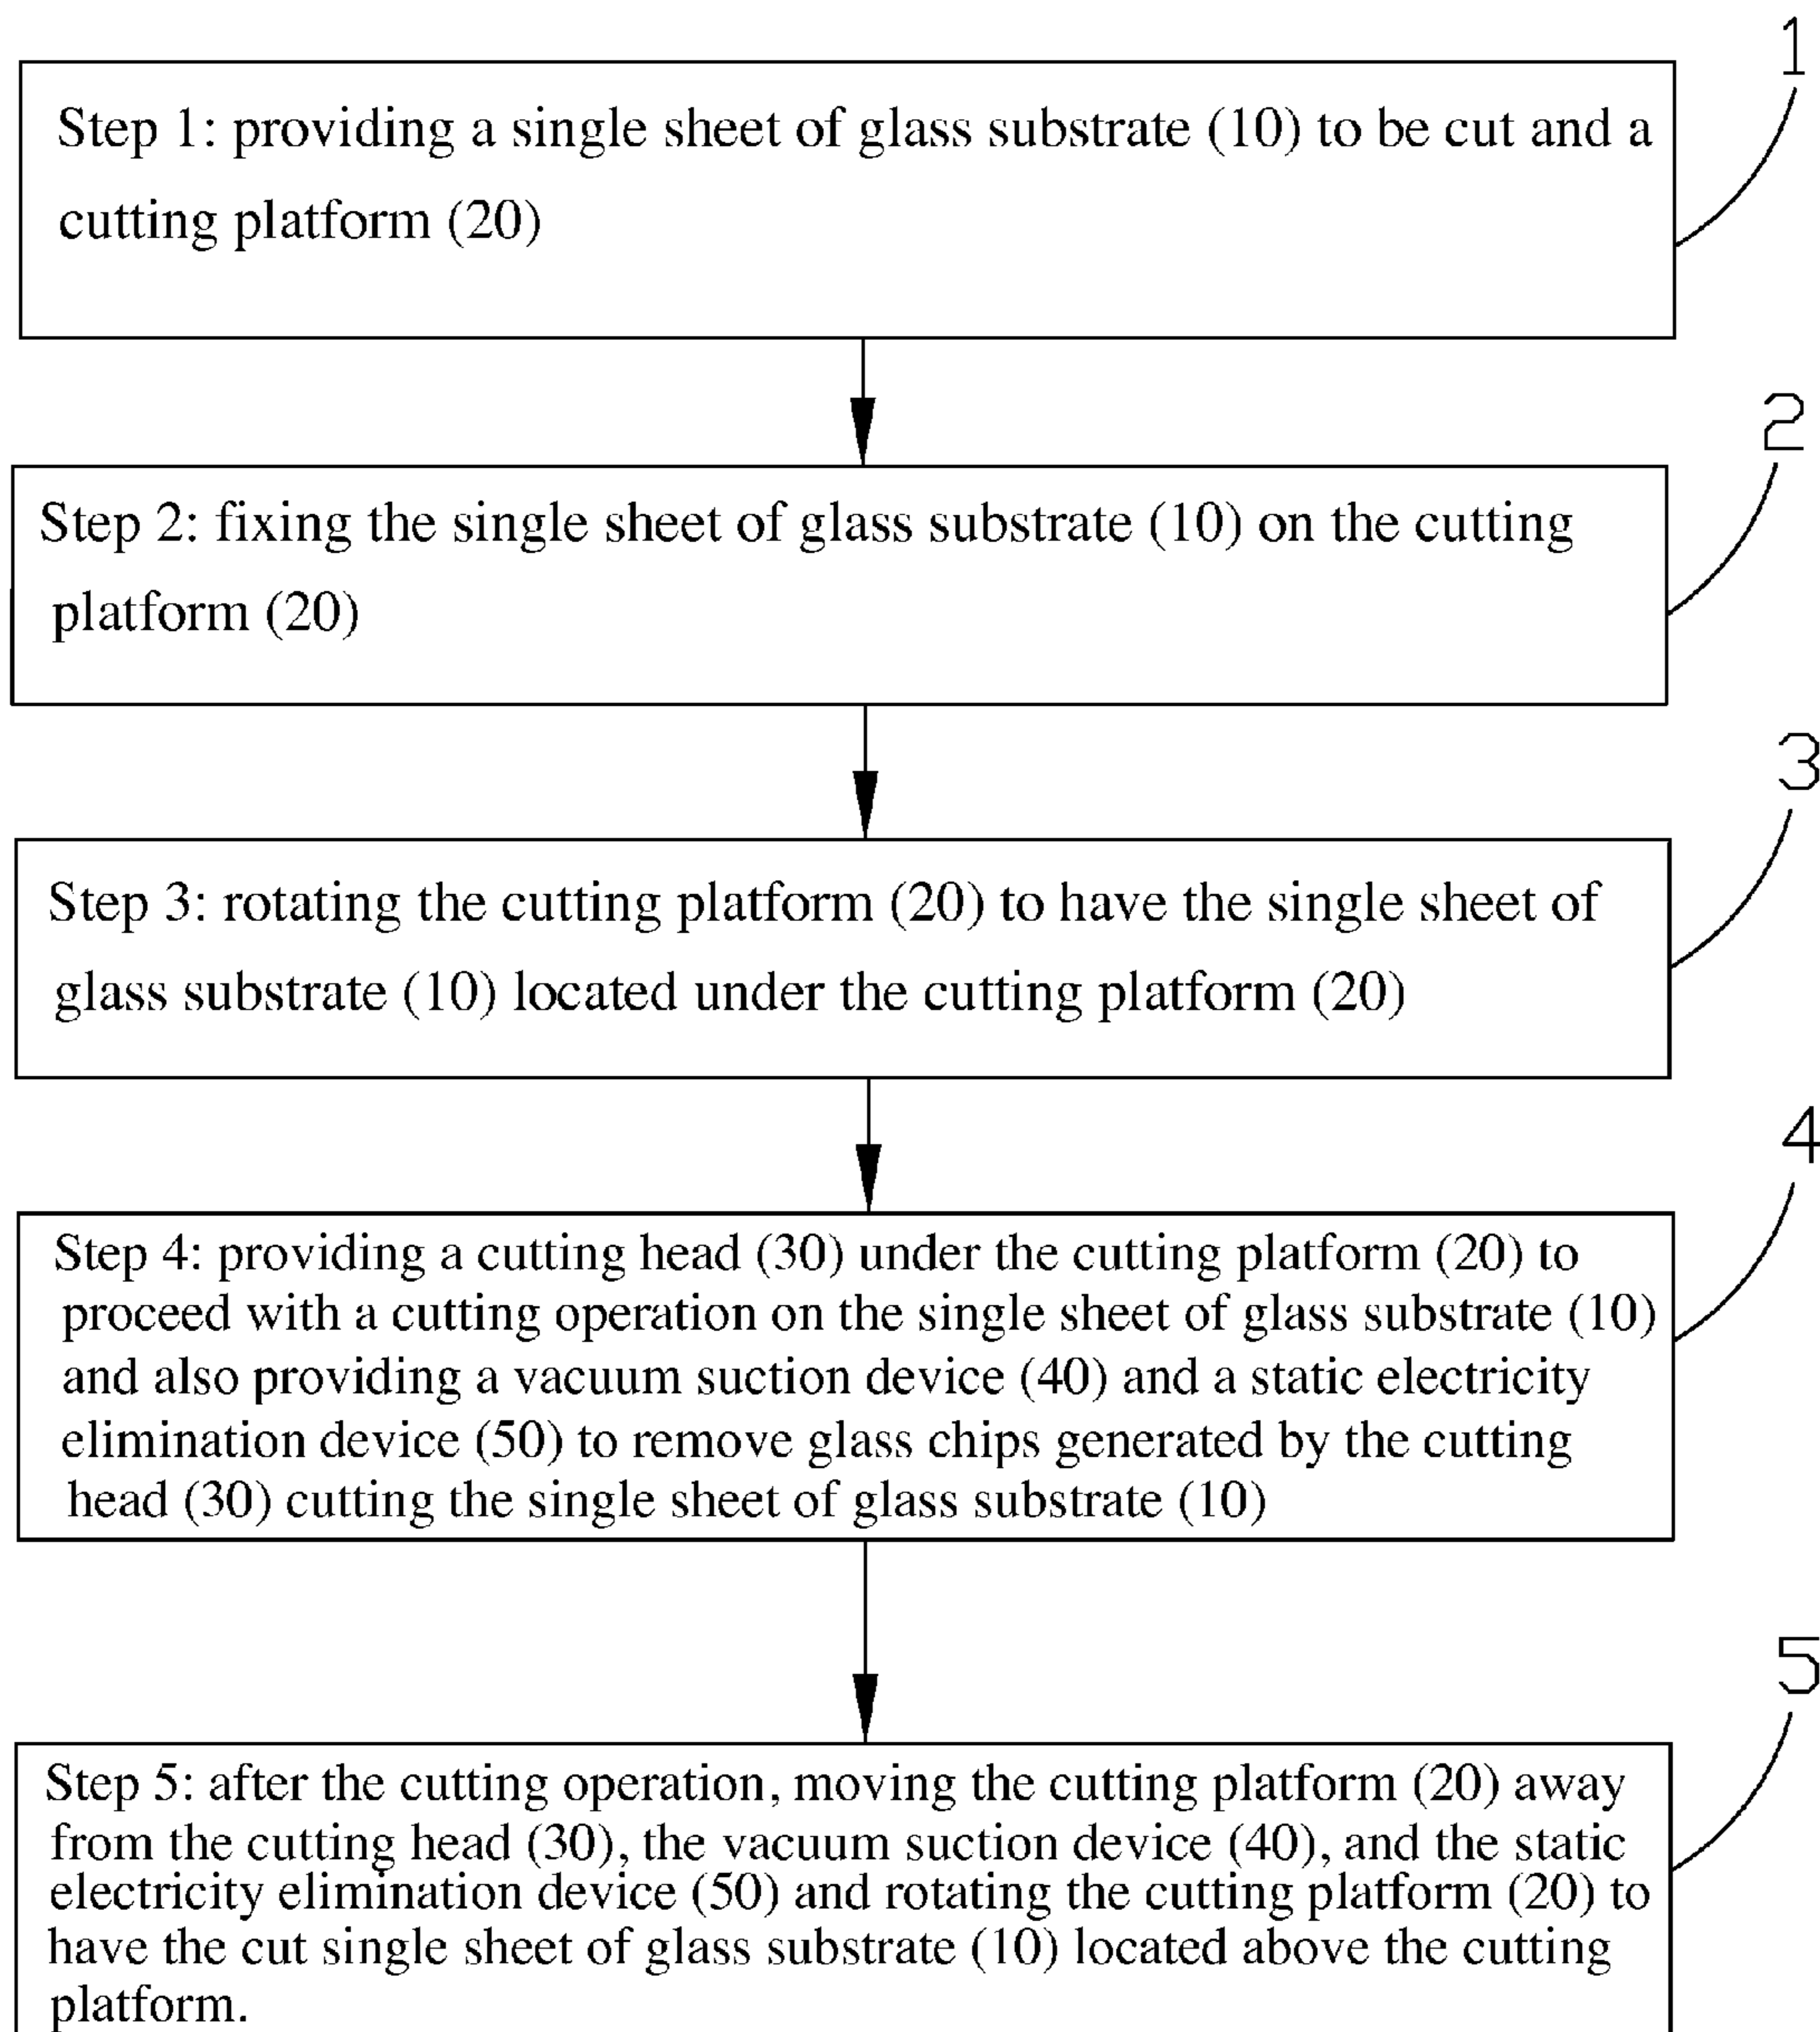 1
Step 1: providing a single sheet of glass substrate (10) to be cut and a
cutting platform (20)
2
Step 2: fixing the single sheet of glass substrate (10) on the cutting
platform (20)
3
Step 3: rotating the cutting platform (20) to have the single sheet of
glass substrate (10) located under the cutting platform (20)
4
Step 4: providing a cutting head (30) under the cutting platform (20) to
proceed with a cutting operation on the single sheet of glass substrate (10)
and also providing a vacuum suction device (40) and a static electricity
elimination device (50) to remove glass chips generated by the cutting
head (30) cutting the single sheet of glass substrate (10)
5
Step 5: after the cutting operation, moving the cutting platform (20) away
from the cutting head (30), the vacuum suction device (40), and the static
electricity elimination device (50) and rotating the cutting platform (20) to
have the cut single sheet of glass substrate (10) located above the cutting
platform.